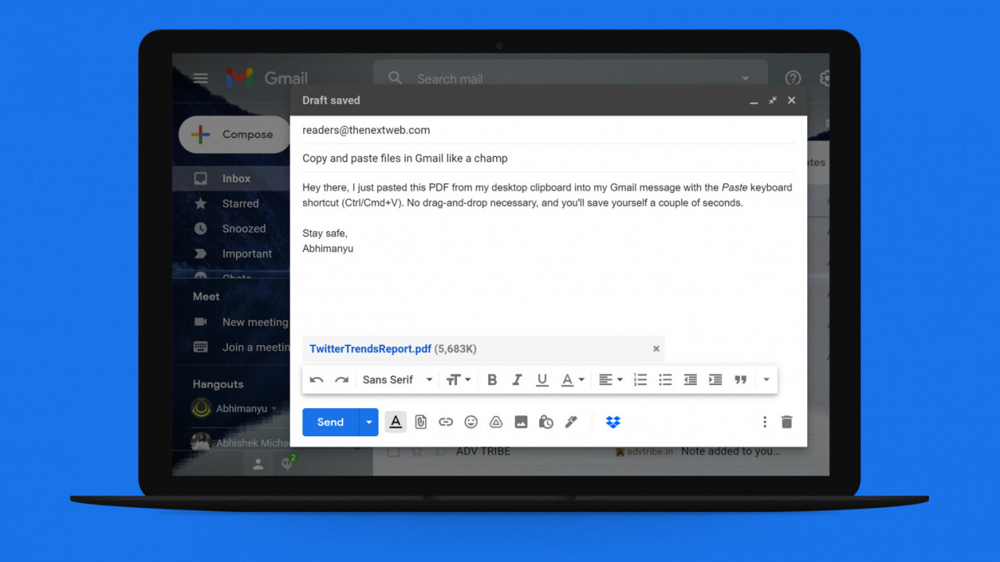 Gmail
Search mail
Draft saved
readers@thenextweb.com
Compose
Copy and paste files in Gmail like a champ
Inbox
Hey there, I just pasted this PDF from my desktop clipboard into my Gmail message with the Paste keyboard
shortcut (Ctrl/Cmd+V). No drag-and-drop necessary, and you'll save yourself a couple of seconds.
Starred
Snoozed
Stay safe,
Abhimanyu
Important
Chats
Meet
New meeting
Join a meetin
TwitterTrendsReport.pdf (5,683K)
Sans Serif
Hangouts
Abhimanyu
Send
Abhishek Micha
ADV TRIBE
advtribe.in Note added to you…
2